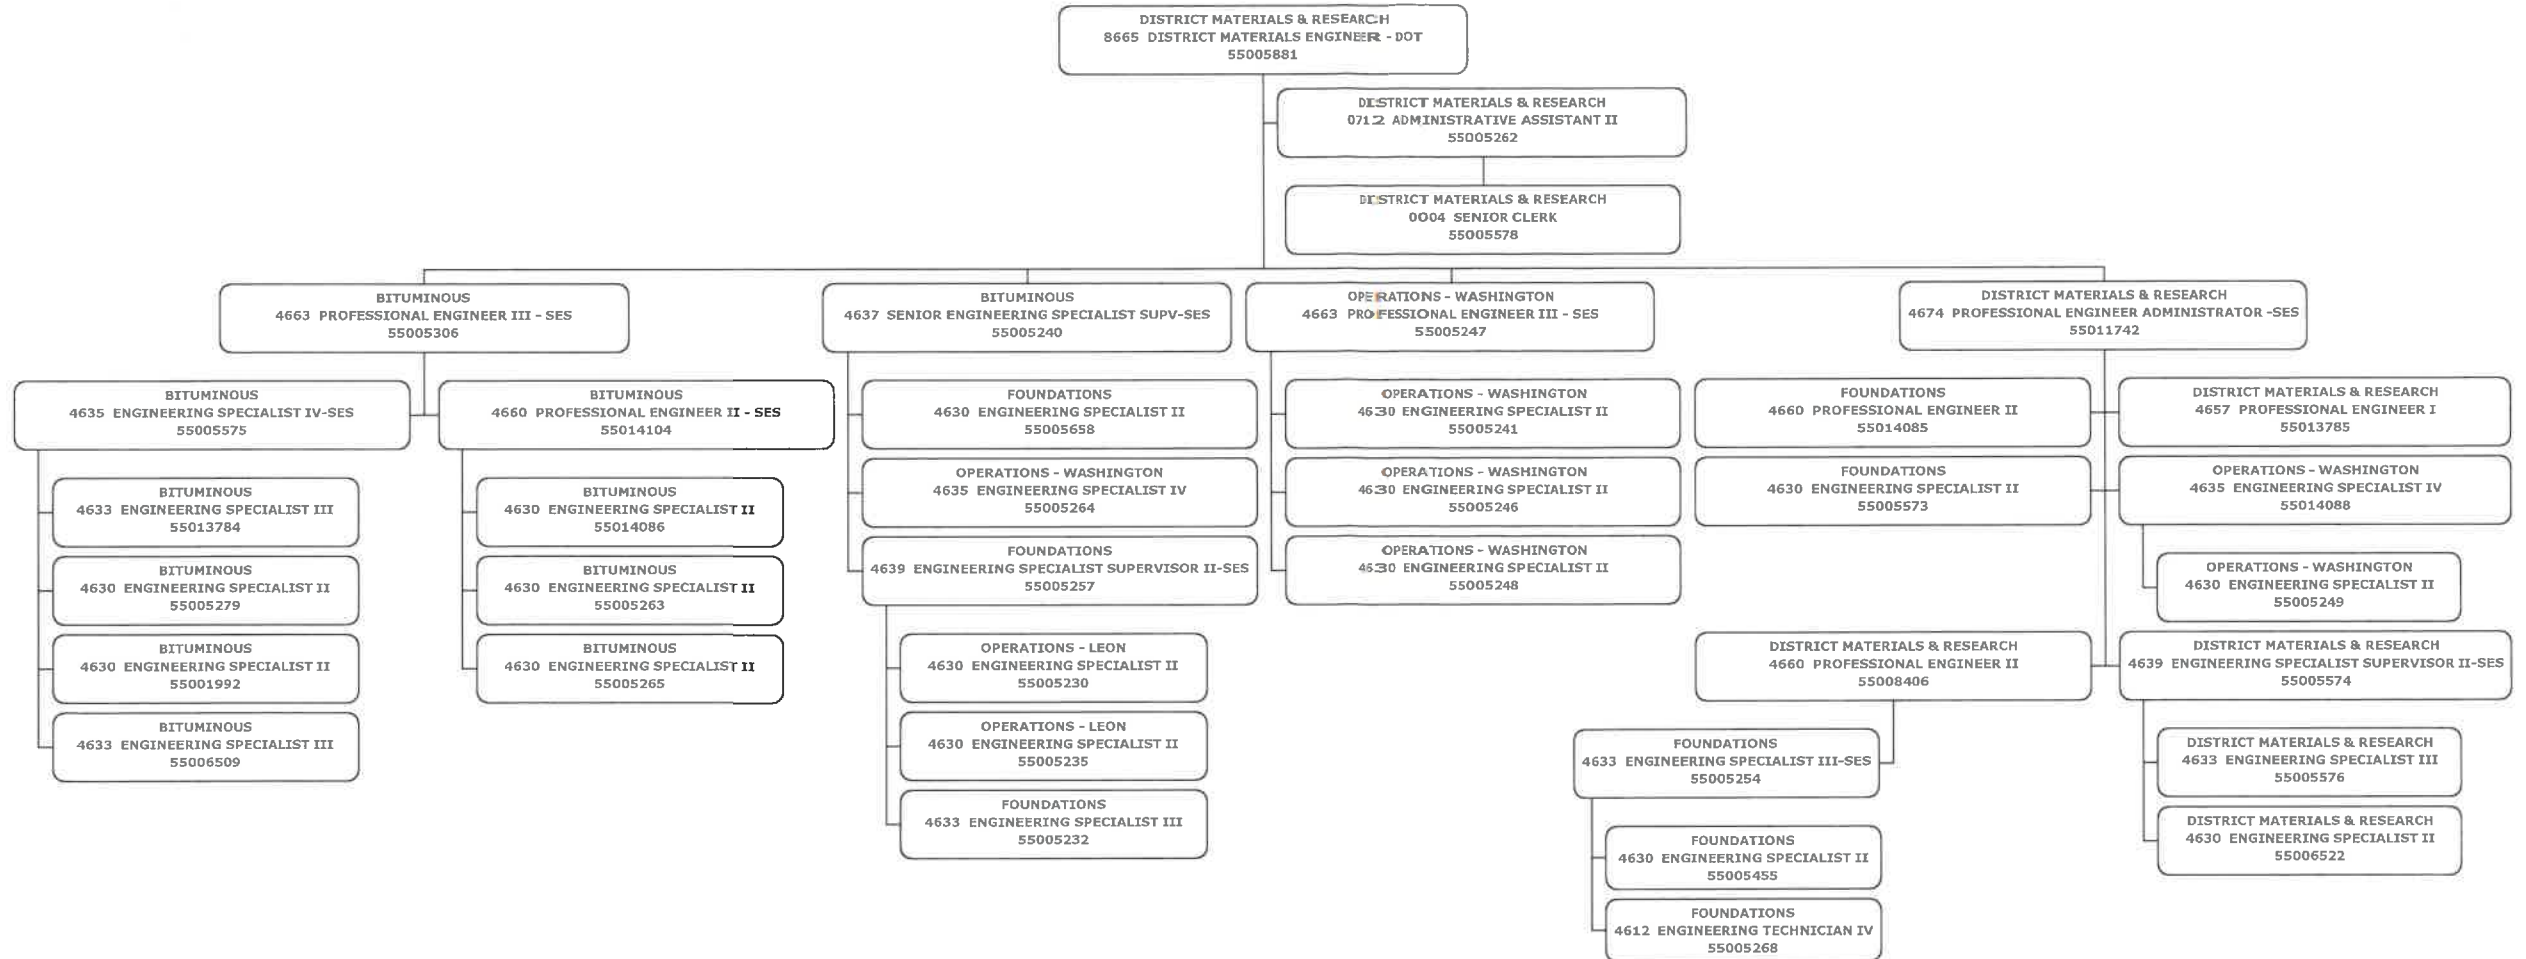 DISTRICT MATERIALS & RESEARCH
8665 DISTRICT MATERIALS ENGINEER - DOT
55005881
DISTRICT MATERIALS & RESEARCH
0712 ADMINISTRATIVE ASSISTANT II
55005262
DISTRICT MATERIALS & RESEARCH
0004 SENIOR CLERK
55005578
BITUMINOUS
4663 PROFESSIONAL ENGINEER III - SES
55005306
BITUMINOUS
4637 SENIOR ENGINEERING SPECIALIST SUPV-SES
55005240
OPERATIONS - WASHINGTON
4663 PROFESSIONAL ENGINEER III - SES
55005247
DISTRICT MATERIALS & RESEARCH
4674 PROFESSIONAL ENGINEER ADMINISTRATOR -SES
55011742
BITUMINOUS
4635 ENGINEERING SPECIALIST IV-SES
55005575
BITUMINOUS
4660 PROFESSIONAL ENGINEER II - SES
55014104
BITUMINOUS
4633 ENGINEERING SPECIALIST III
55013784
BITUMINOUS
4630 ENGINEERING SPECIALIST II
55005279
BITUMINOUS
4630 ENGINEERING SPECIALIST II
55001992
BITUMINOUS
4633 ENGINEERING SPECIALIST III
55006509
BITUMINOUS
4630 ENGINEERING SPECIALIST II
55014086
BITUMINOUS
4630 ENGINEERING SPECIALIST II
55005263
BITUMINOUS
4630 ENGINEERING SPECIALIST II
55005265
FOUNDATIONS
4630 ENGINEERING SPECIALIST II
55005658
OPERATIONS - WASHINGTON
4635 ENGINEERING SPECIALIST IV
55005264
FOUNDATIONS
4639 ENGINEERING SPECIALIST SUPERVISOR II-SES
55005257
OPERATIONS - LEON
4630 ENGINEERING SPECIALIST II
55005230
OPERATIONS - LEON
4630 ENGINEERING SPECIALIST II
55005235
FOUNDATIONS
4633 ENGINEERING SPECIALIST III
55005232
OPERATIONS - WASHINGTON
4630 ENGINEERING SPECIALIST II
55005241
OPERATIONS - WASHINGTON
4630 ENGINEERING SPECIALIST II
55005246
OPERATIONS - WASHINGTON
4630 ENGINEERING SPECIALIST II
55005248
FOUNDATIONS
4660 PROFESSIONAL ENGINEER II
55014085
DISTRICT MATERIALS & RESEARCH
4657 PROFESSIONAL ENGINEER I
55013785
FOUNDATIONS
4630 ENGINEERING SPECIALIST II
55005573
OPERATIONS - WASHINGTON
4635 ENGINEERING SPECIALIST IV
55014088
OPERATIONS - WASHINGTON
4630 ENGINEERING SPECIALIST II
55005249
DISTRICT MATERIALS & RESEARCH
4660 PROFESSIONAL ENGINEER II
55008406
DISTRICT MATERIALS & RESEARCH
4639 ENGINEERING SPECIALIST SUPERVISOR II-SES
55005574
FOUNDATIONS
4633 ENGINEERING SPECIALIST III-SES
55005254
FOUNDATIONS
4630 ENGINEERING SPECIALIST II
55005455
FOUNDATIONS
4612 ENGINEERING TECHNICIAN IV
55005268
DISTRICT MATERIALS & RESEARCH
4633 ENGINEERING SPECIALIST III
55005576
DISTRICT MATERIALS & RESEARCH
4630 ENGINEERING SPECIALIST II
55006522